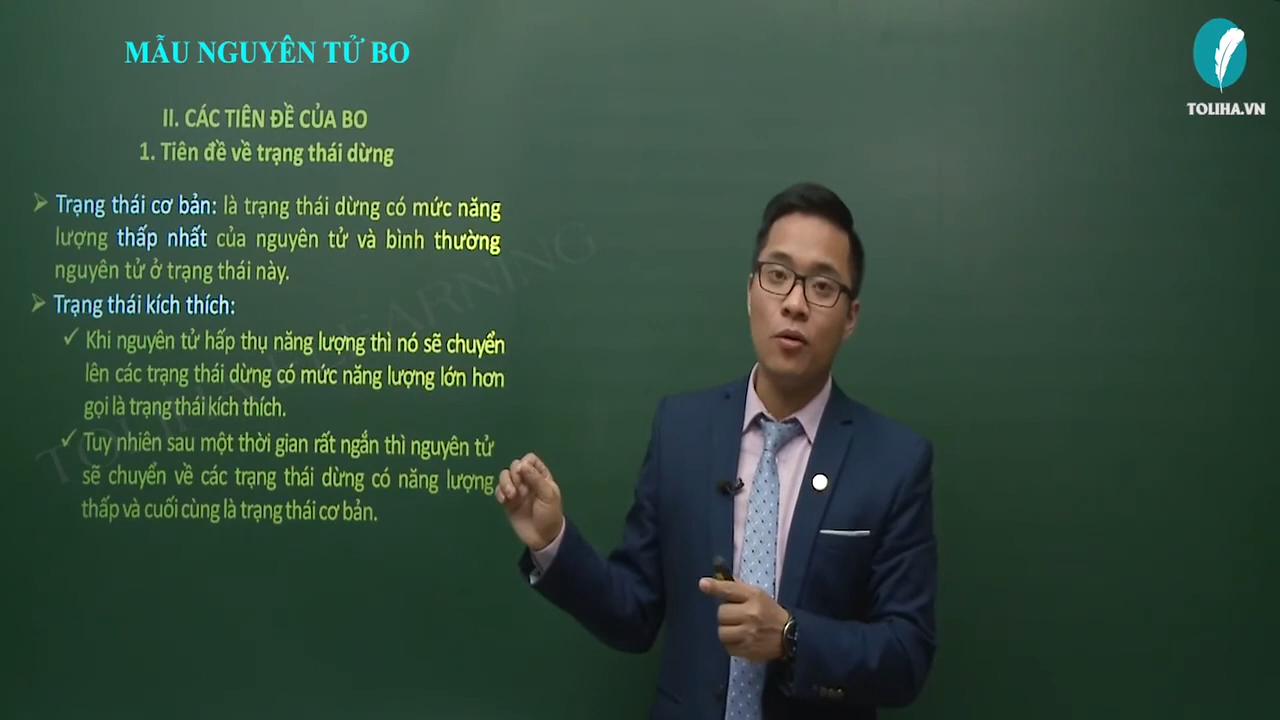 MẪU NGUYÊN TỬ BO
TOLIHA.VN
II. CÁC TIÊN ĐỀ CỦA BO
1. Tiên đề về trạng thái dừng
Trạng thái cơ bản: là trạng thái dừng có mức năng
lượng thấp nhất của nguyên tử và bình thường
nguyên tử ở trạng thái này.
Trạng thái kích thích:
Khi nguyên tử hấp thụ năng lượng thì nó sẽ chuyển
lên các trạng thái dừng có mức năng lượng lớn hơn
gọi là trạng thái kích thích.
Tuy nhiên sau một thời gian rất ngắn thì nguyên tử
sẽ chuyển về các trạng thái dừng có năng lượng
thấp và cuối cùng là trạng thái cơ bản.